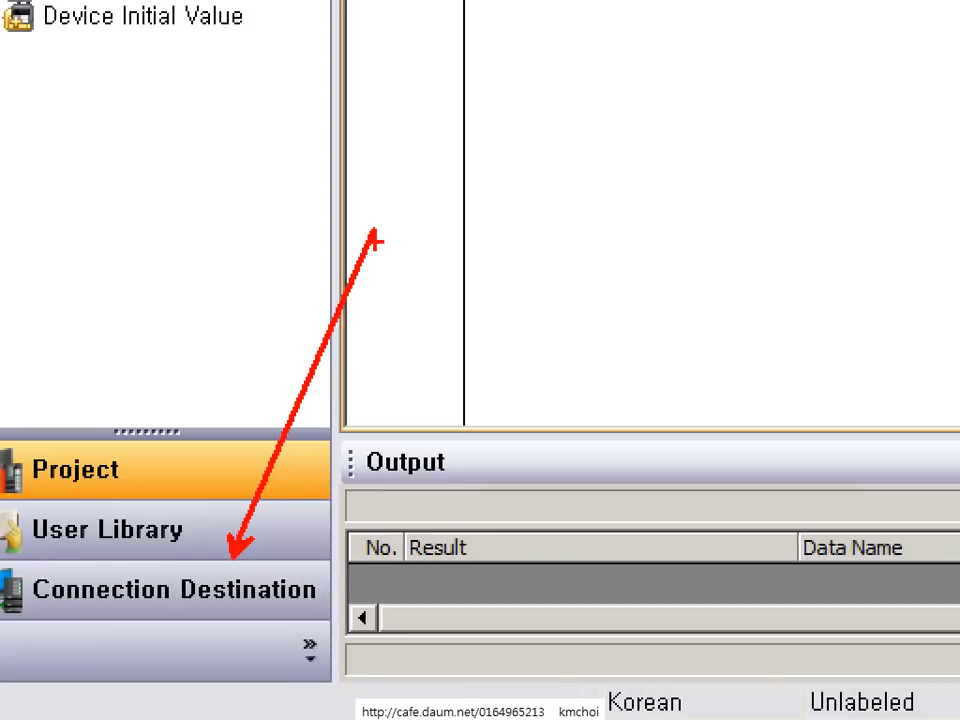 Device Initial Value
Project
User Library
Connection Destination
Output
No. Result Data Name
Korean Unlabeled
http://cafe.daum.net/0164965213 kmchoi